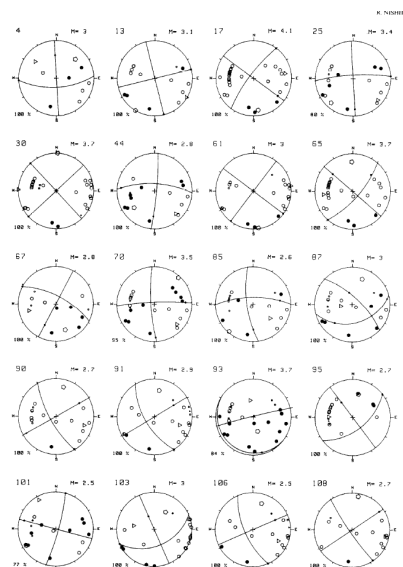 R. NISHII
4 M= 3 13 M= 3.1 17 M= 4.1 25 M= 3.4
N W E S N W E S N W E S N W E S
100 % 100 % 100 % 80 %
30 M= 3.7 44 M= 2.8 61 M= 3 65 M= 3.7
N W E S N W E S N W E S N W E S
100 % 100 % 100 % 100 %
67 M= 2.8 70 M= 3.5 85 M= 2.6 87 M= 3
N W E S N W E S N W E S N W E S
100 % 95 % 100 % 100 %
90 M= 2.7 91 M= 2.9 93 M= 3.7 95 M= 2.7
N W E S N W E S N W E S N W E S
100 % 100 % 84 % 100 %
101 M= 2.5 103 M= 3 106 M= 2.5 108 M= 2.7
N W E S N W E S N W E S N W E S
77 % 100 % 100 % 100 %